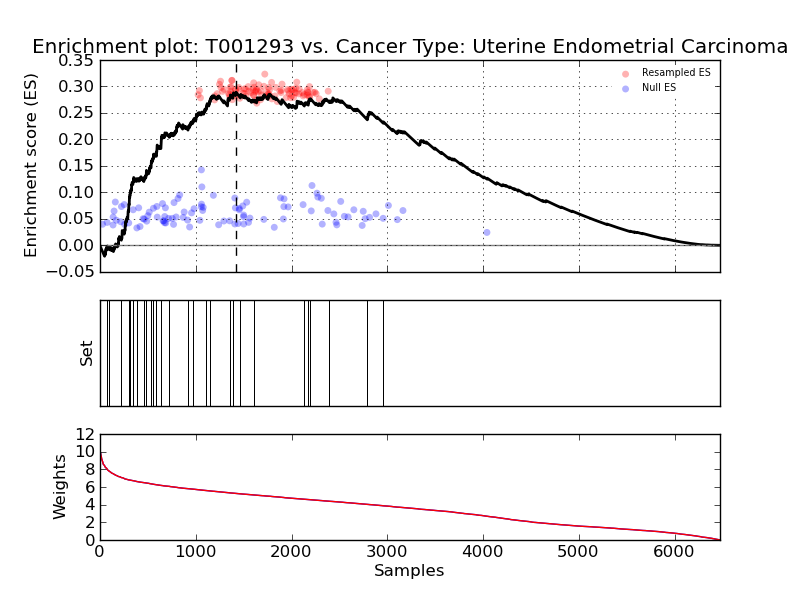 Enrichment plot: T001293 vs. Cancer Type: Uterine Endometrial Carcinoma
Enrichment score (ES)
0.35
0.30
0.25
0.20
0.15
0.10
0.05
0.00
−0.05
Resampled ES
Null ES
Set
Weights
12
10
8
6
4
2
0
0 1000 2000 3000 4000 5000 6000
Samples